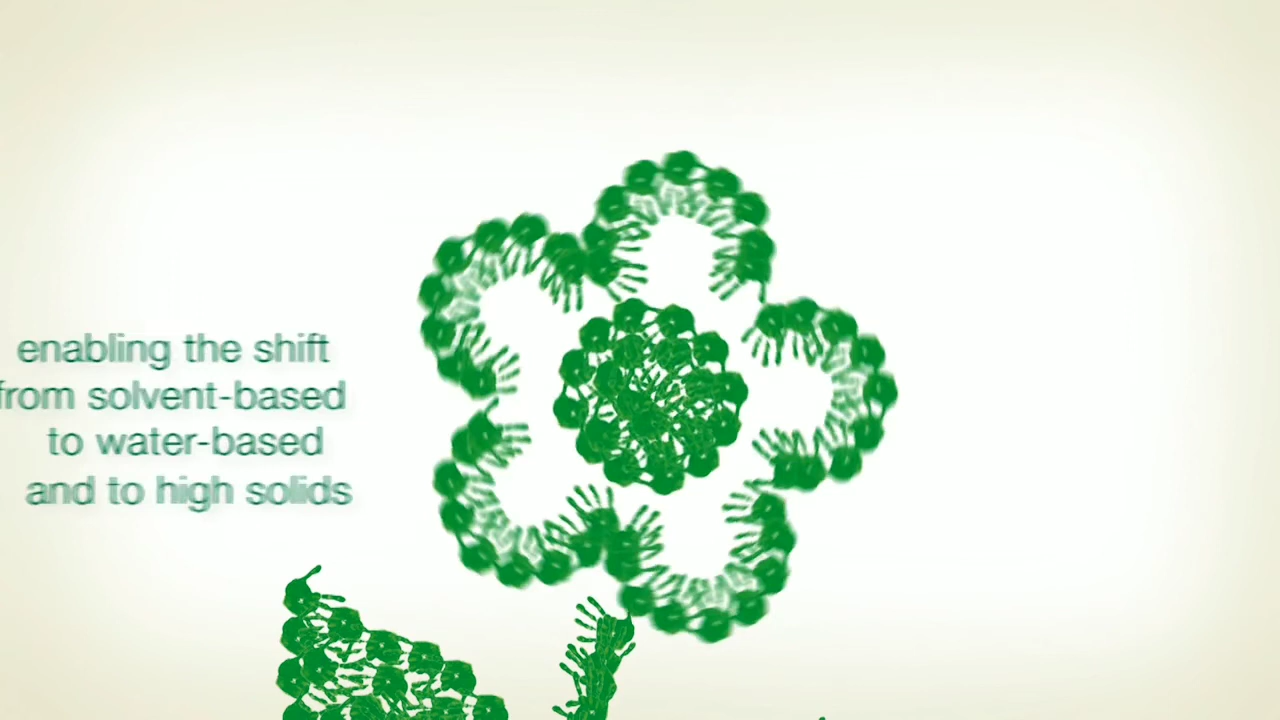 enabling the shift
from solvent-based
to water-based
and to high solids